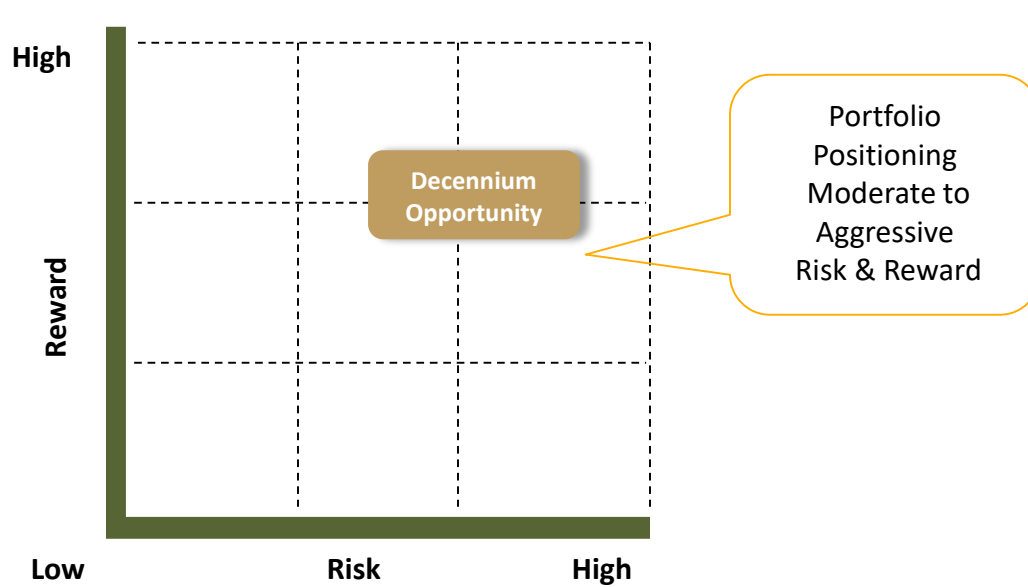 High
Decennium
Opportunity
Portfolio
Positioning
Moderate to
Aggressive
Risk & Reward
Reward
Low
Risk
High